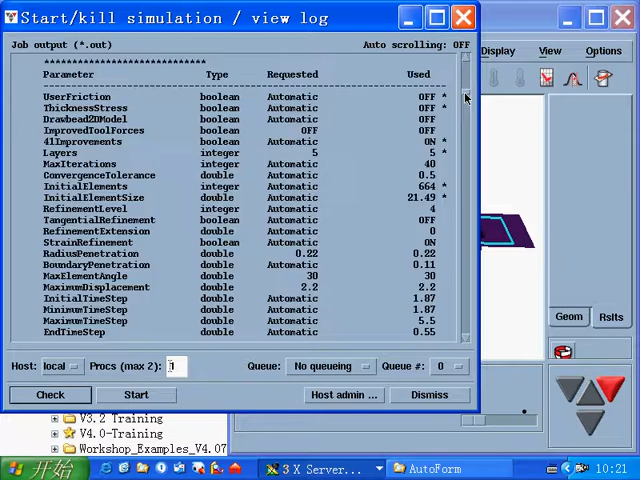 Start/kill simulation / view log
Job output (*.out) Auto scrolling: OFF
*****************************
Parameter Type Requested Used
UserFriction boolean Automatic OFF *
ThicknessStress boolean Automatic OFF *
Drawbead2DModel boolean Automatic OFF
ImprovedToolForces boolean OFF OFF
41Improvements boolean Automatic ON *
Layers integer 5 5 *
MaxIterations integer Automatic 40
ConvergenceTolerance double Automatic 0.5
InitialElements integer Automatic 664 *
InitialElementSize double Automatic 21.49 *
RefinementLevel integer Automatic 4
TangentialRefinement boolean Automatic OFF
RefinementExtension double Automatic 0
StrainRefinement boolean Automatic ON
RadiusPenetration double 0.22 0.22
BoundaryPenetration double Automatic 0.11
MaxElementAngle double 30 30
MaximumDisplacement double 2.2 2.2
InitialTimeStep double Automatic 1.87
MinimumTimeStep double Automatic 1.87
MaximumTimeStep double Automatic 5.5
EndTimeStep double Automatic 0.55
Host: local Procs (max 2): 1 Queue: No queueing Queue #: 0
Check Start Host admin ... Dismiss
Display View Options
Geom Rslts
V3.2 Training
V4.0-Training
Workshop_Examples_V4.07
开始 3 X Server... AutoForm 10:21